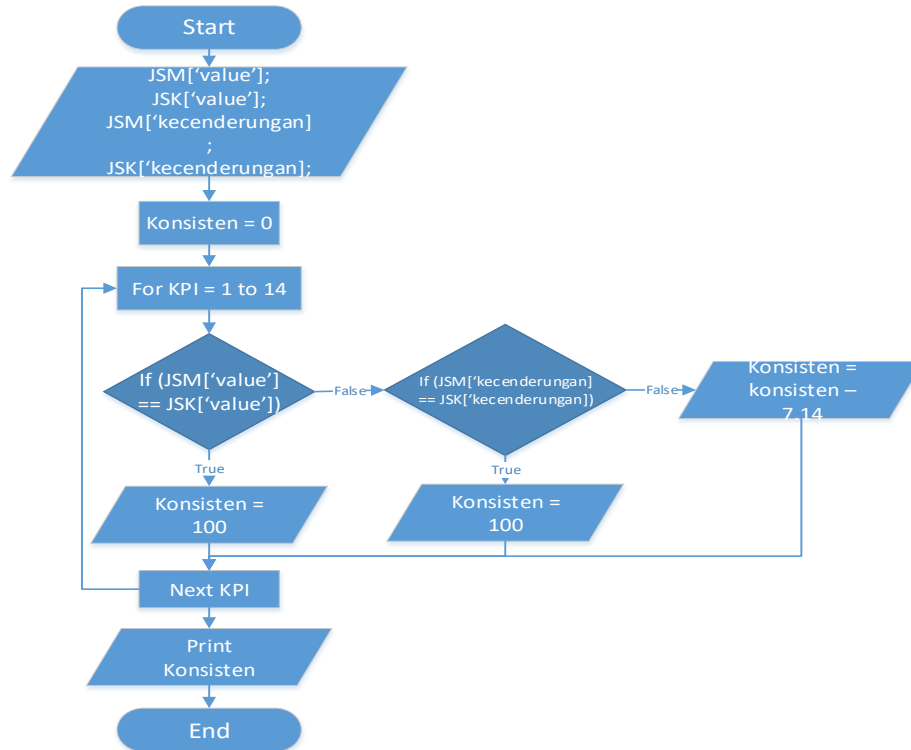 Start
JSM[‘value’];
JSK[‘value’];
JSM[‘kecenderungan]
;
JSK[‘kecenderungan];
Konsisten = 0
For KPI = 1 to 14
If (JSM[‘value’]
== JSK[‘value’])
False
If (JSM[‘kecenderungan]
== JSK[‘kecenderungan])
False
Konsisten =
konsisten –
7.14
True
Konsisten =
100
True
Konsisten =
100
Next KPI
Print
Konsisten
End